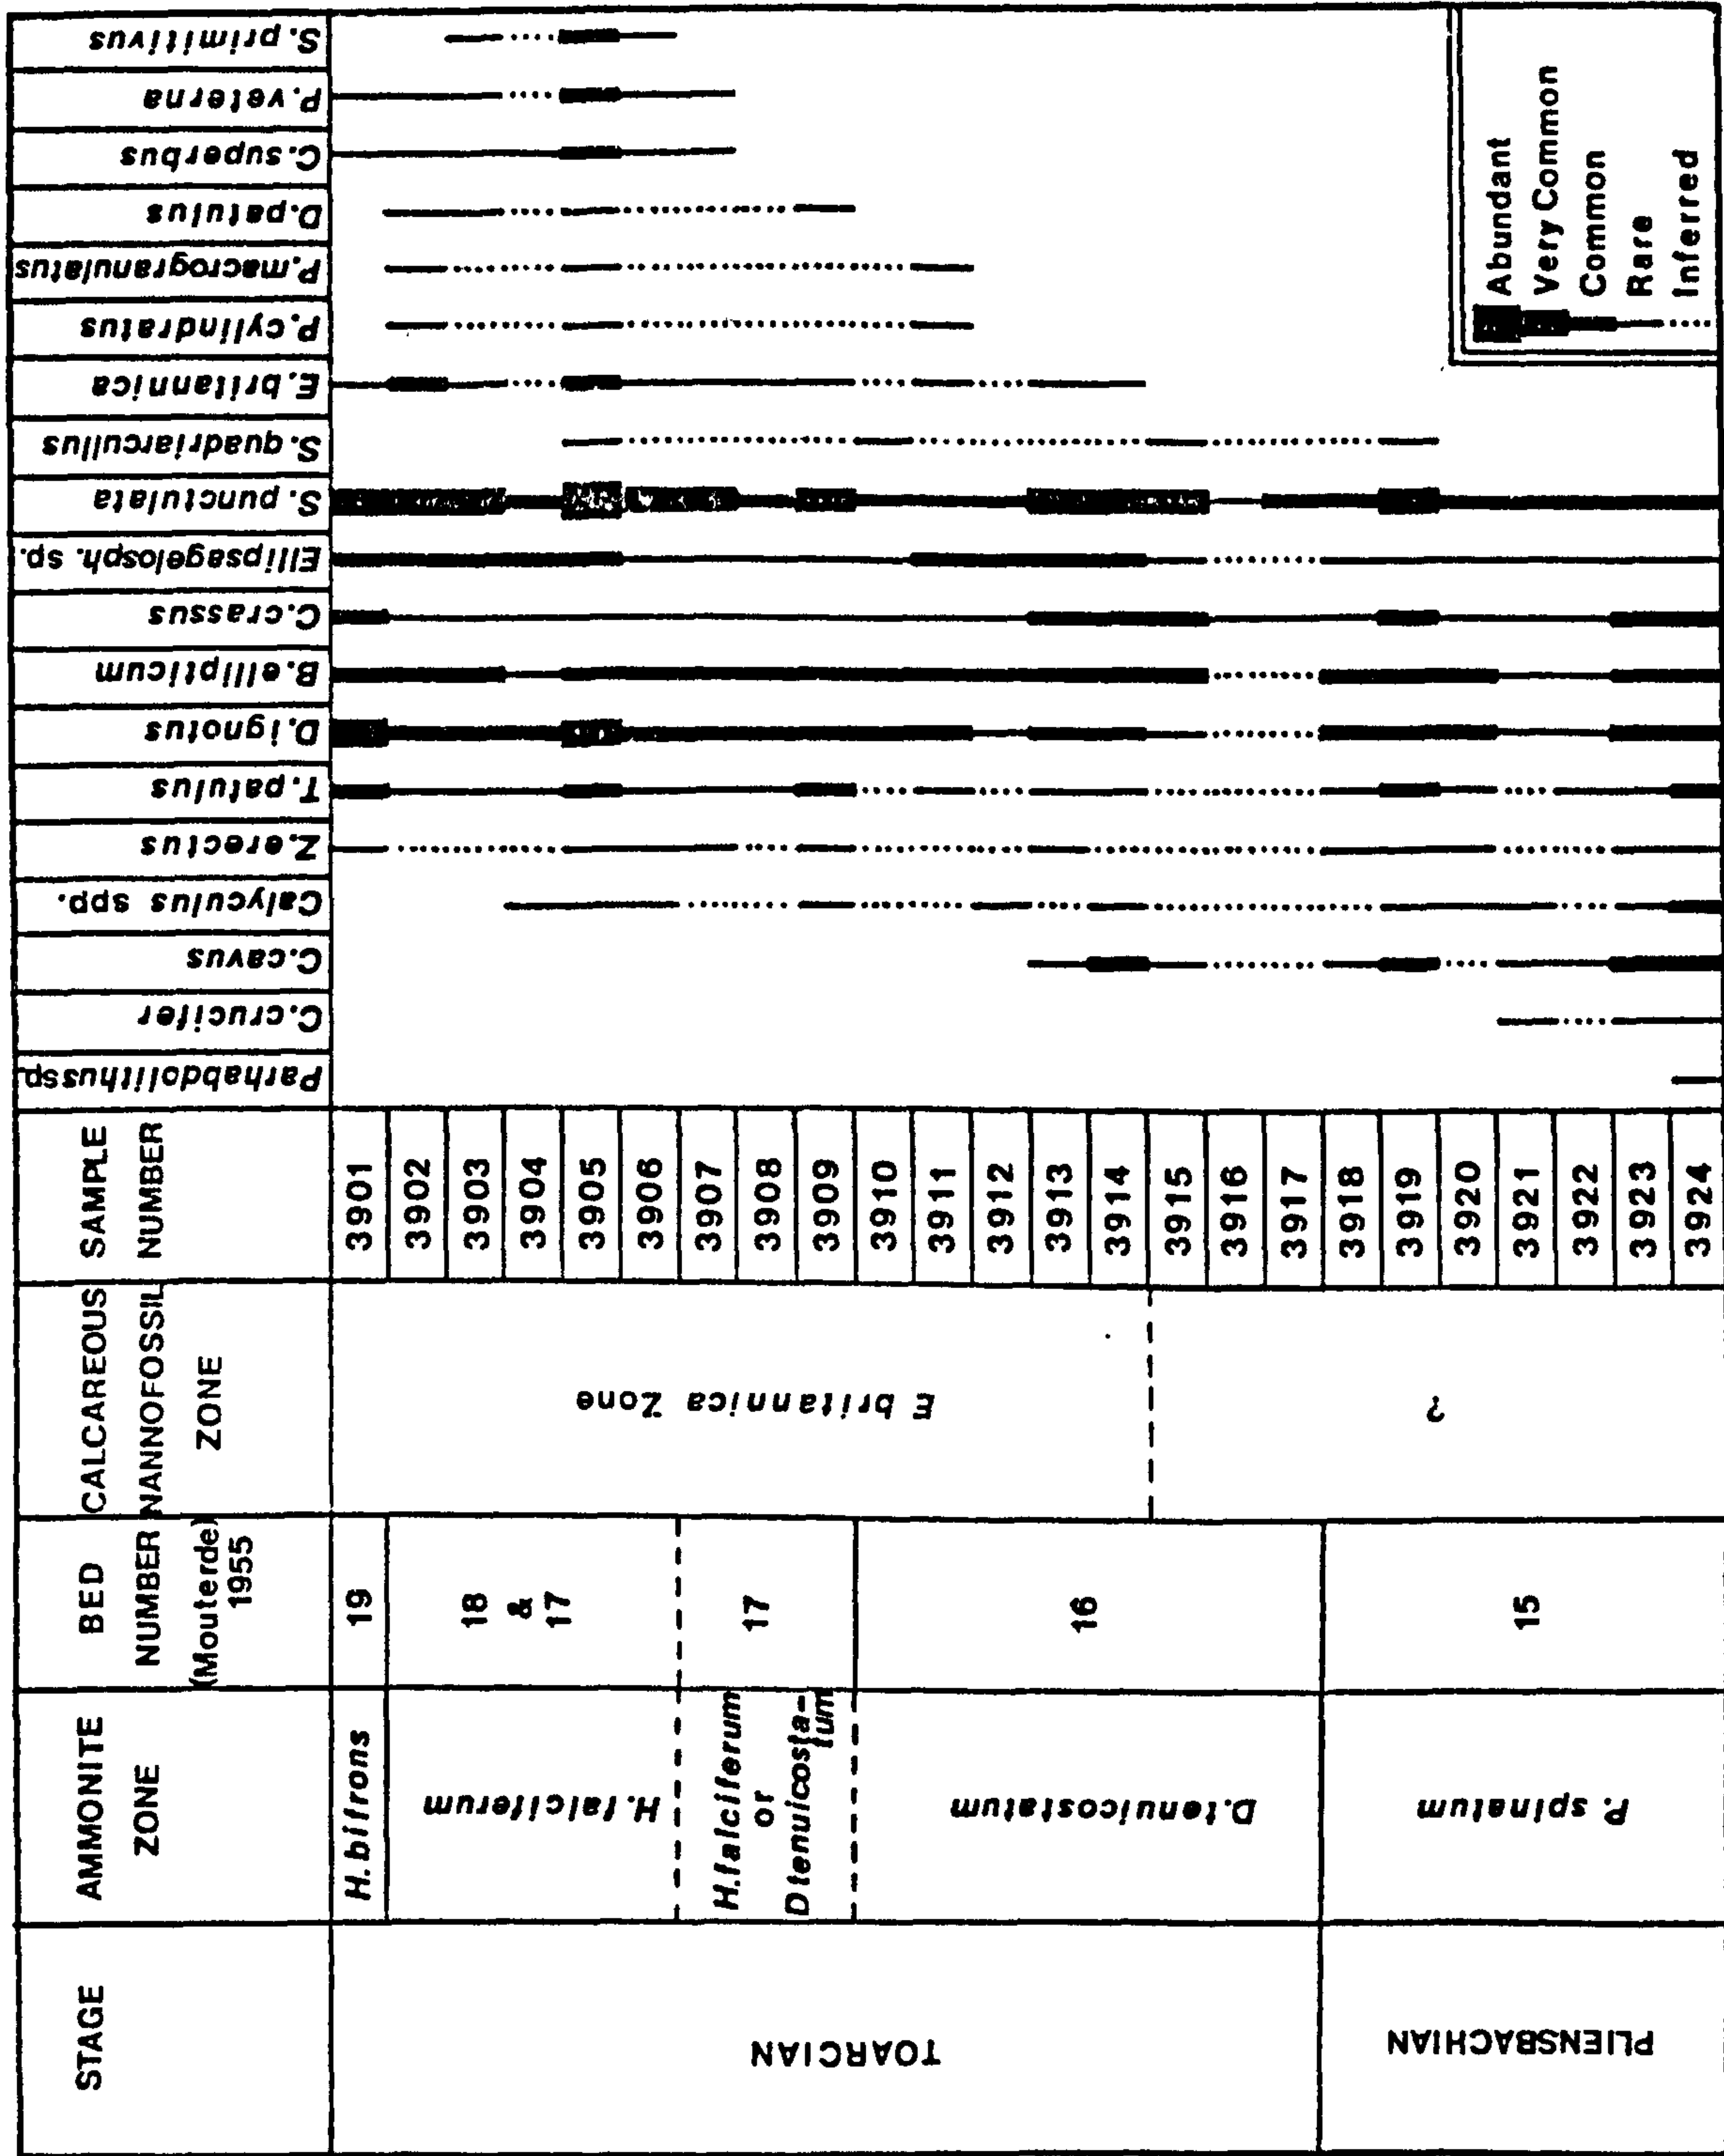 STAGE
AMMONITE
ZONE
BED
NUMBER
(Mouterde)
1955
CALCAREOUS
NANNOFOSSIL
ZONE
SAMPLE
NUMBER
Parhabdolithus sp.
C.crucifer
C.cavus
Calyculus spp.
Z.erectus
T.patulus
D.ignotus
B.ellipticum
C.crassus
Ellipsagelosph. sp.
S.punctulata
S.quadriarcullus
E.britannica
P.cylindratus
P.macrogranulatus
D.patulus
C.superbus
P.veterna
S.primitivus
TOARCIAN
PLIENSBACHIAN
H.bifrons
H.falciferum
H.falciferum
or
D tenuicosta-
tum
D.tenuicostatum
P. spinatum
19
18
&
17
17
16
15
E britannica Zone
?
3901
3902
3903
3904
3905
3906
3907
3908
3909
3910
3911
3912
3913
3914
3915
3916
3917
3918
3919
3920
3921
3922
3923
3924
Abundant
Very Common
Common
Rare
Inferred